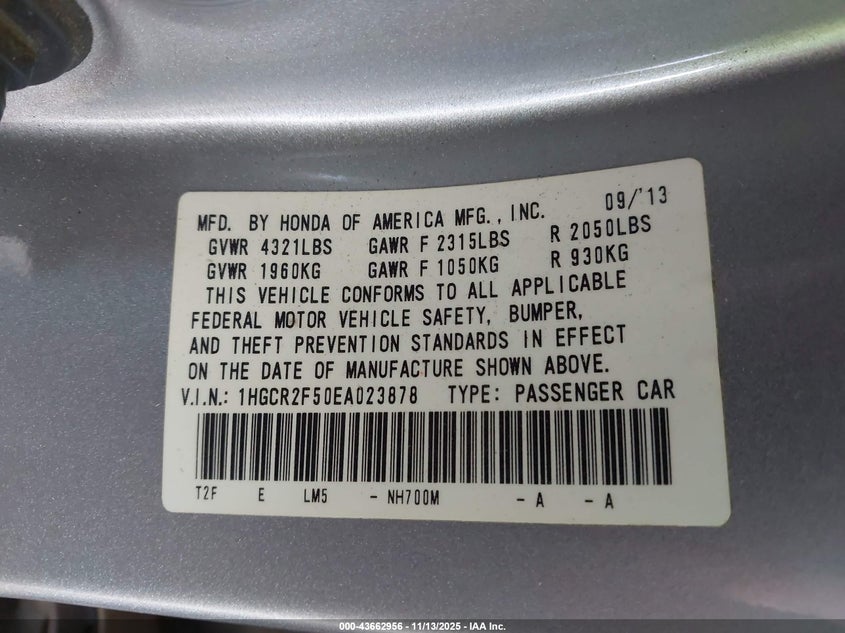 MFD. BY HONDA OF AMERICA MFG., INC. 09/'13
GVWR 4321LBS GAWR F 2315LBS R 2050LBS
GVWR 1960KG GAWR F 1050KG R 930KG
THIS VEHICLE CONFORMS TO ALL APPLICABLE
FEDERAL MOTOR VEHICLE SAFETY, BUMPER,
AND THEFT PREVENTION STANDARDS IN EFFECT
ON THE DATE OF MANUFACTURE SHOWN ABOVE.
V.I.N.: 1HGCR2F50EA023878 TYPE: PASSENGER CAR
T2F E LM5 - NH700M - A - A
000-43662956 - 11/13/2025 - IAA Inc.